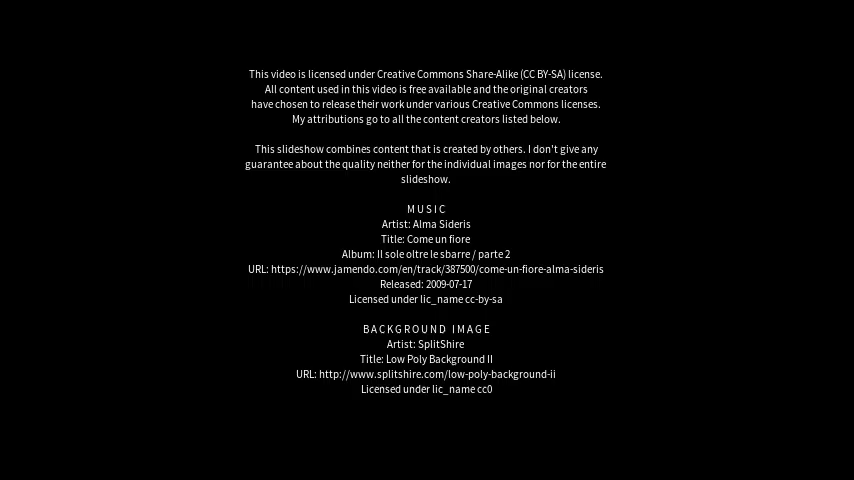 This video is licensed under Creative Commons Share-Alike (CC BY-SA) license.
All content used in this video is free available and the original creators
have chosen to release their work under various Creative Commons licenses.
My attributions go to all the content creators listed below.
This slideshow combines content that is created by others. I don't give any
guarantee about the quality neither for the individual images nor for the entire
slideshow.
MUSIC
Artist: Alma Sideris
Title: Come un fiore
Album: Il sole oltre le sbarre / parte 2
URL: https://www.jamendo.com/en/track/387500/come-un-fiore-alma-sideris
Released: 2009-07-17
Licensed under lic_name cc-by-sa
BACKGROUND IMAGE
Artist: SplitShire
Title: Low Poly Background II
URL: http://www.splitshire.com/low-poly-background-ii
Licensed under lic_name cc0